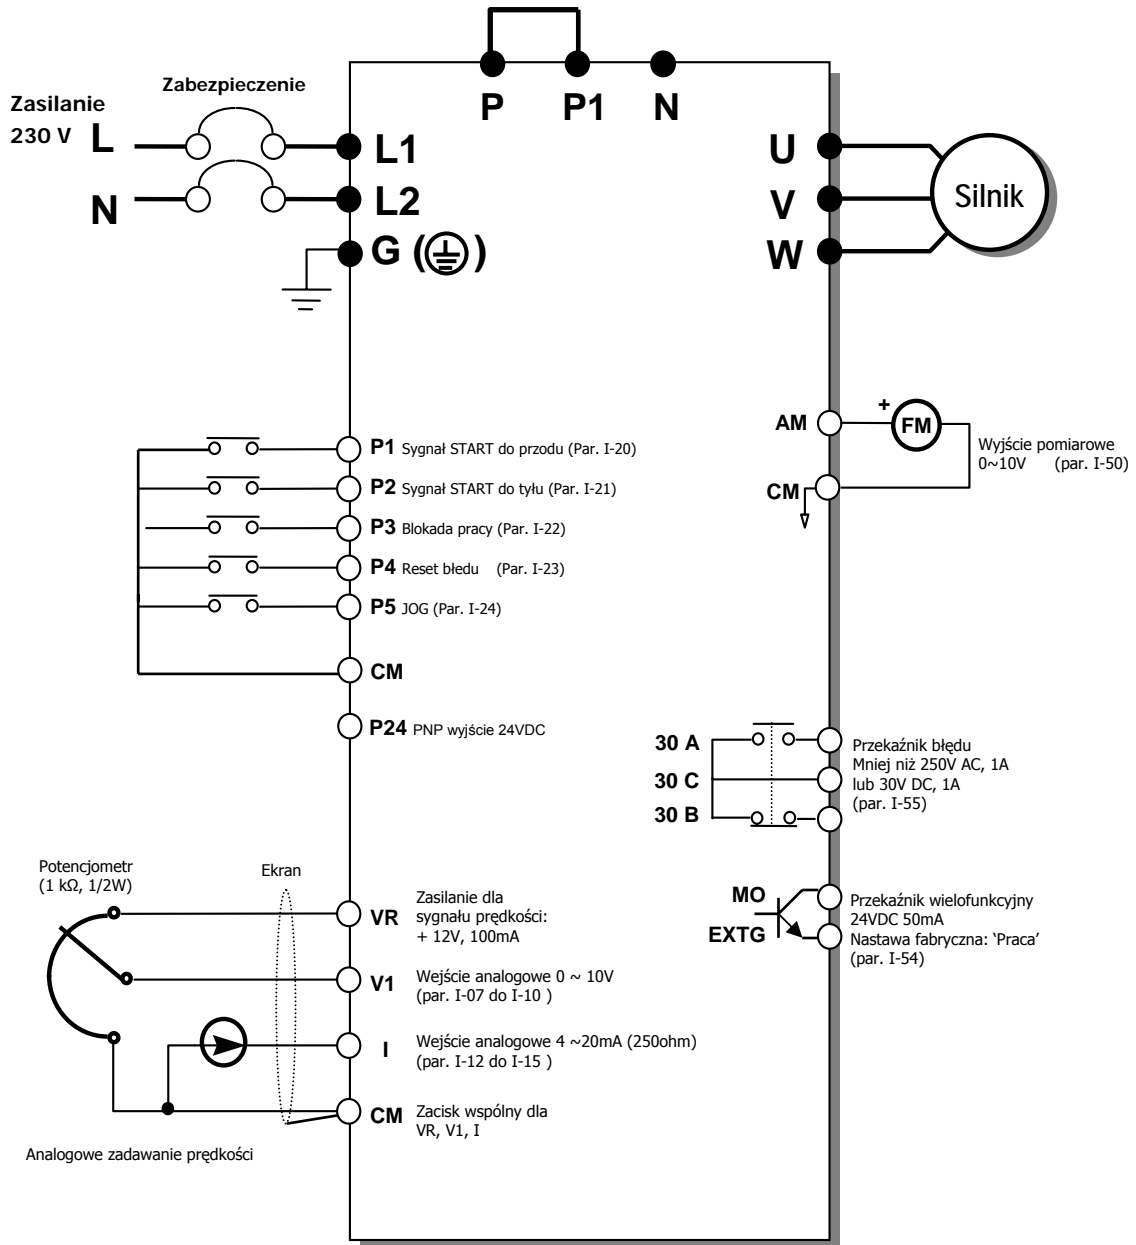 P P1 N
Zabezpieczenie
Zasilanie
230 V L
L1
N
L2
G ( )
U
V
W
Silnik
P1 Sygnał START do przodu (Par. I-20)
P2 Sygnał START do tyłu (Par. I-21)
P3 Blokada pracy (Par. I-22)
P4 Reset błedu (Par. I-23)
P5 JOG (Par. I-24)
CM
P24 PNP wyjście 24VDC
AM
+
FM
CM
Wyjście pomiarowe
0~10V (par. I-50)
30 A
30 C
30 B
Przekaźnik błędu
Mniej niż 250V AC, 1A
lub 30V DC, 1A
(par. I-55)
MO
EXTG
Przekaźnik wielofunkcyjny
24VDC 50mA
Nastawa fabryczna: ‘Praca’
(par. I-54)
Potencjometr
(1 kΩ, 1/2W)
Ekran
VR
Zasilanie dla
sygnału prędkości:
+ 12V, 100mA
V1
Wejście analogowe 0 ~ 10V
(par. I-07 do I-10 )
I
Wejście analogowe 4 ~20mA (250ohm)
(par. I-12 do I-15 )
CM
Zacisk wspólny dla
VR, V1, I
Analogowe zadawanie prędkości